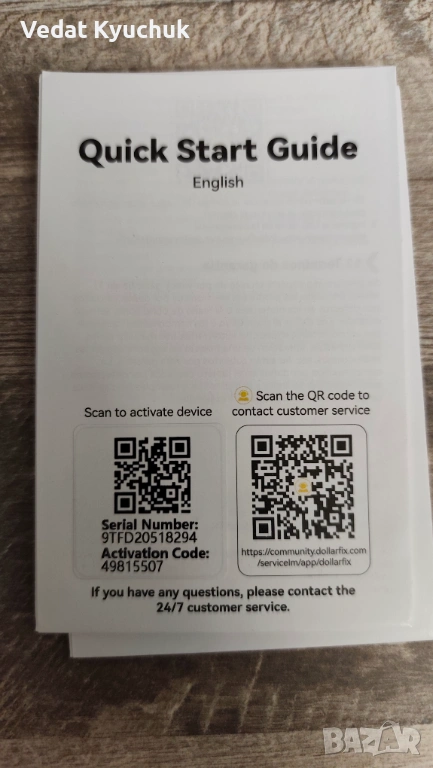 Vedat Kyuchuk
Quick Start Guide
English
Scan to activate device
Scan the QR code to
contact customer service
Serial Number:
9TFD20518294
Activation Code:
49815507
https://community.dollarfix.com
/servicelm/app/dollarfix
If you have any questions, please contact the
24/7 customer service.
BAZAR